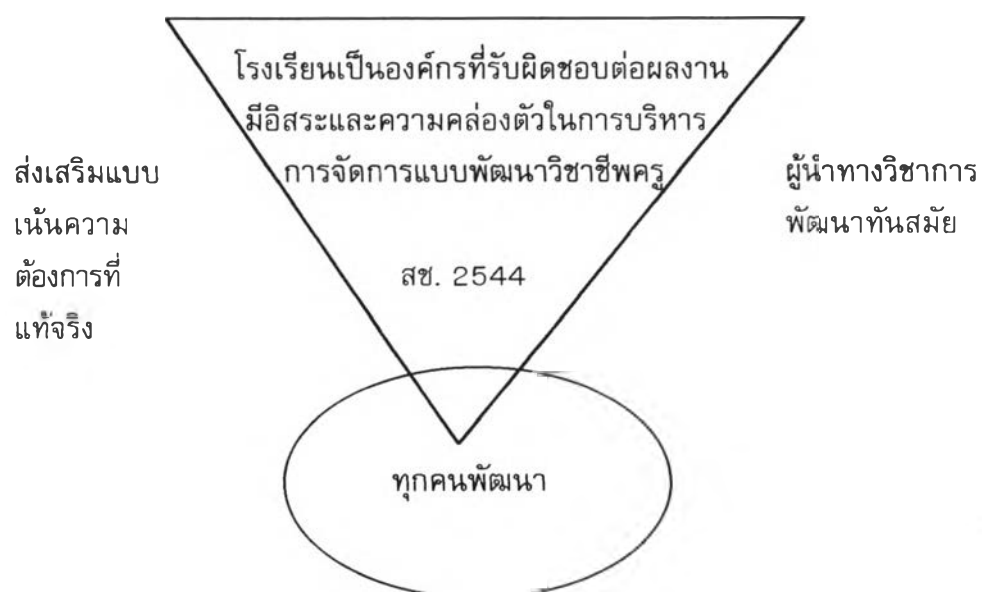 โรงเรียนเป็นองค์กรที่รับผิดชอบต่อผลงาน
มีอิสระและความคล่องตัวในการบริหาร
การจัดการแบบพัฒนาวิชาชีพครู
สช. 2544
ส่งเสริมแบบ
เน้นความ
ต้องการที่
แท้จริง
ผู้นำทางวิชาการ
พัฒนาทันสมัย
ทุกคนพัฒนา